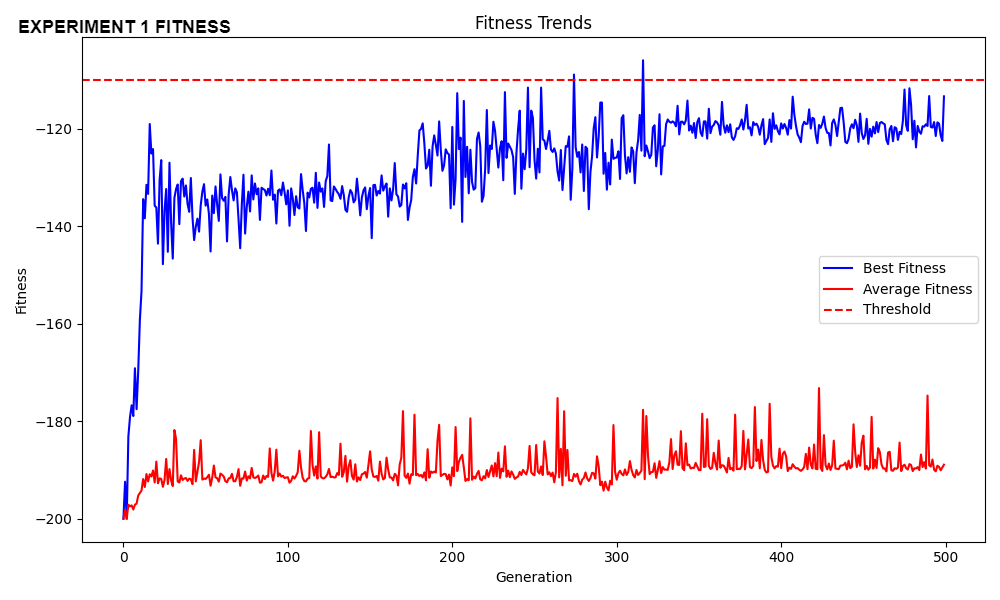 EXPERIMENT 1 FITNESS
Fitness Trends
Fitness
−120
−140
−160
−180
−200
Best Fitness
Average Fitness
Threshold
0 100 200 300 400 500
Generation